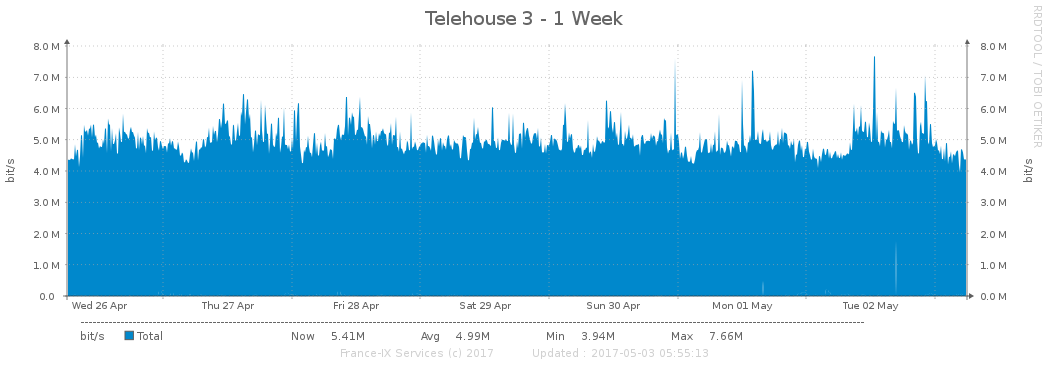 Telehouse 3 - 1 Week
RRDTOOL / TOBI OETIKER
8.0 M 8.0 M
7.0 M 7.0 M
6.0 M 6.0 M
5.0 M 5.0 M
4.0 M 4.0 M
3.0 M 3.0 M
2.0 M 2.0 M
1.0 M 1.0 M
0.0 0.0 M
bit/s
bit/s
Wed 26 Apr Thu 27 Apr Fri 28 Apr Sat 29 Apr Sun 30 Apr Mon 01 May Tue 02 May
bit/s Total Now 5.41M Avg 4.99M Min 3.94M Max 7.66M
France-IX Services (c) 2017 Updated : 2017-05-03 05:55:13